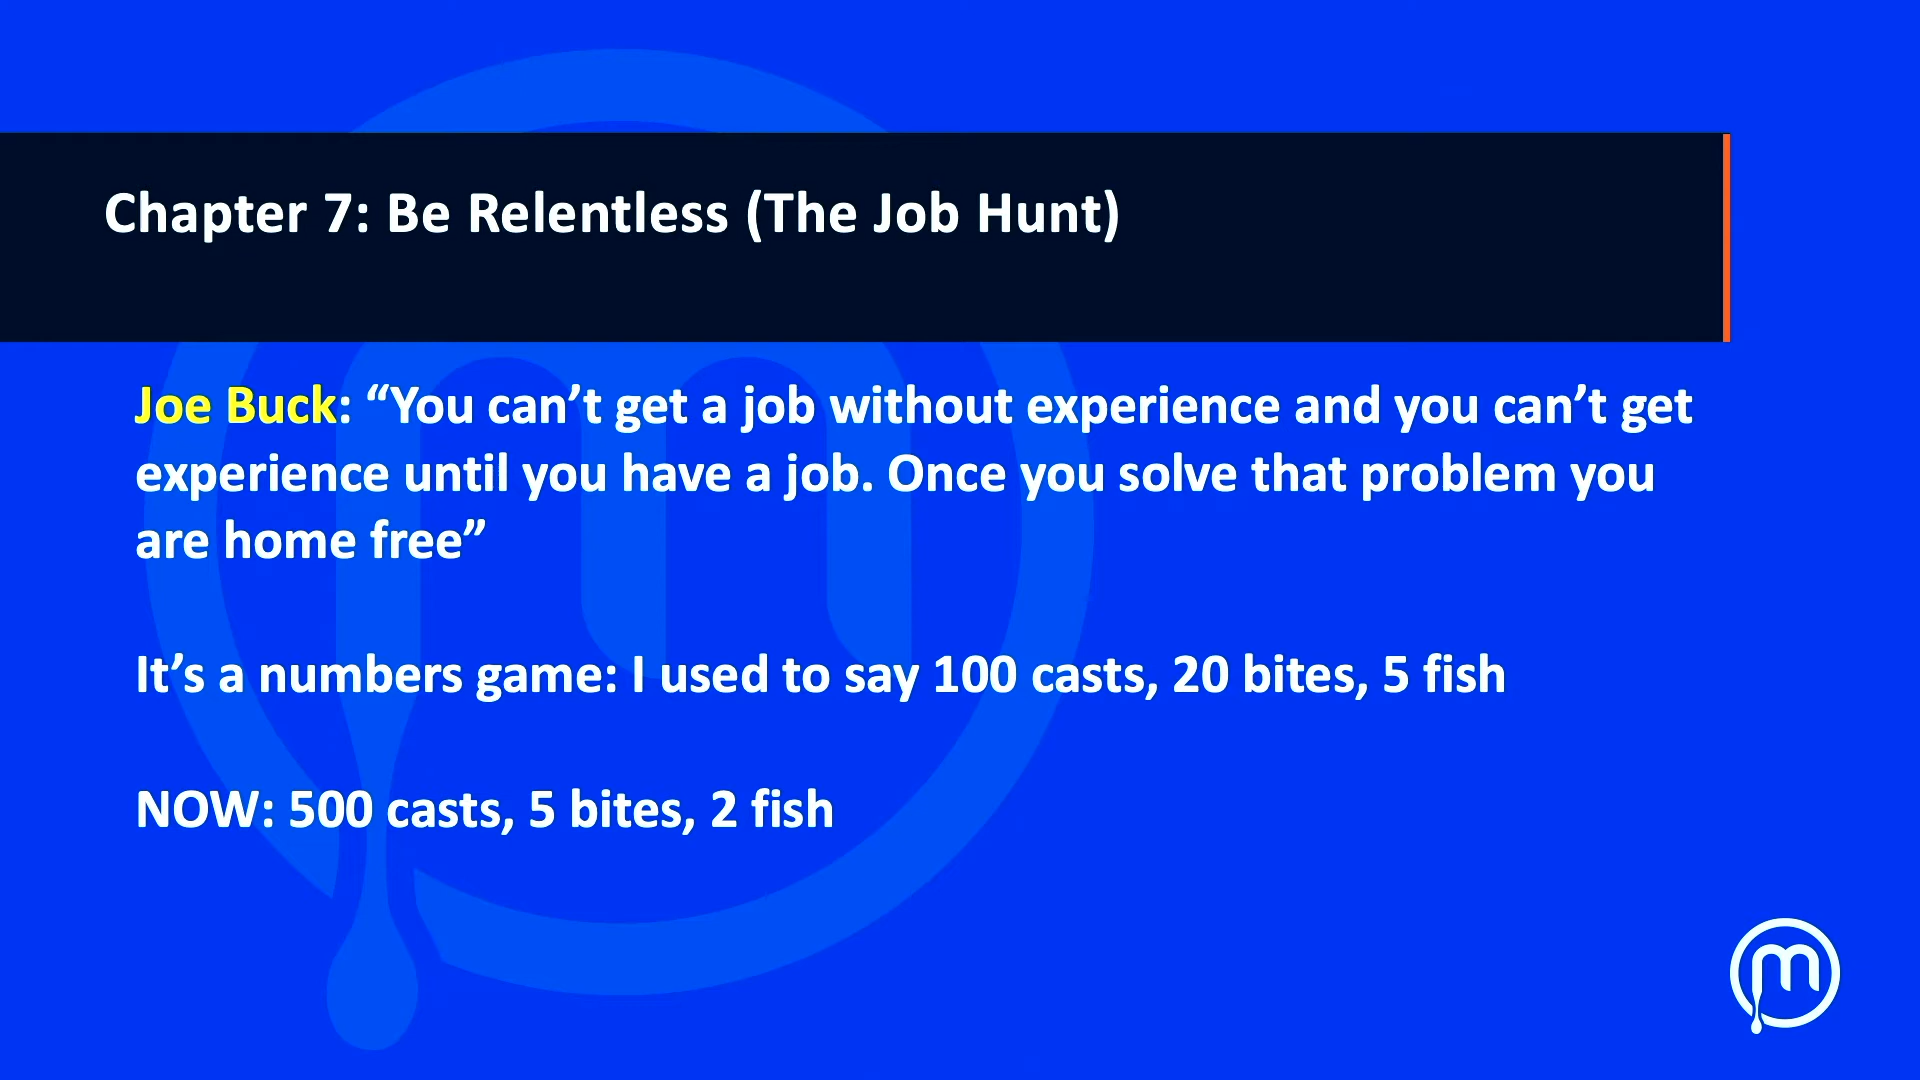 Chapter 7: Be Relentless (The Job Hunt)
Joe Buck: “You can’t get a job without experience and you can’t get
experience until you have a job. Once you solve that problem you
are home free”
It’s a numbers game: I used to say 100 casts, 20 bites, 5 fish
NOW: 500 casts, 5 bites, 2 fish
m